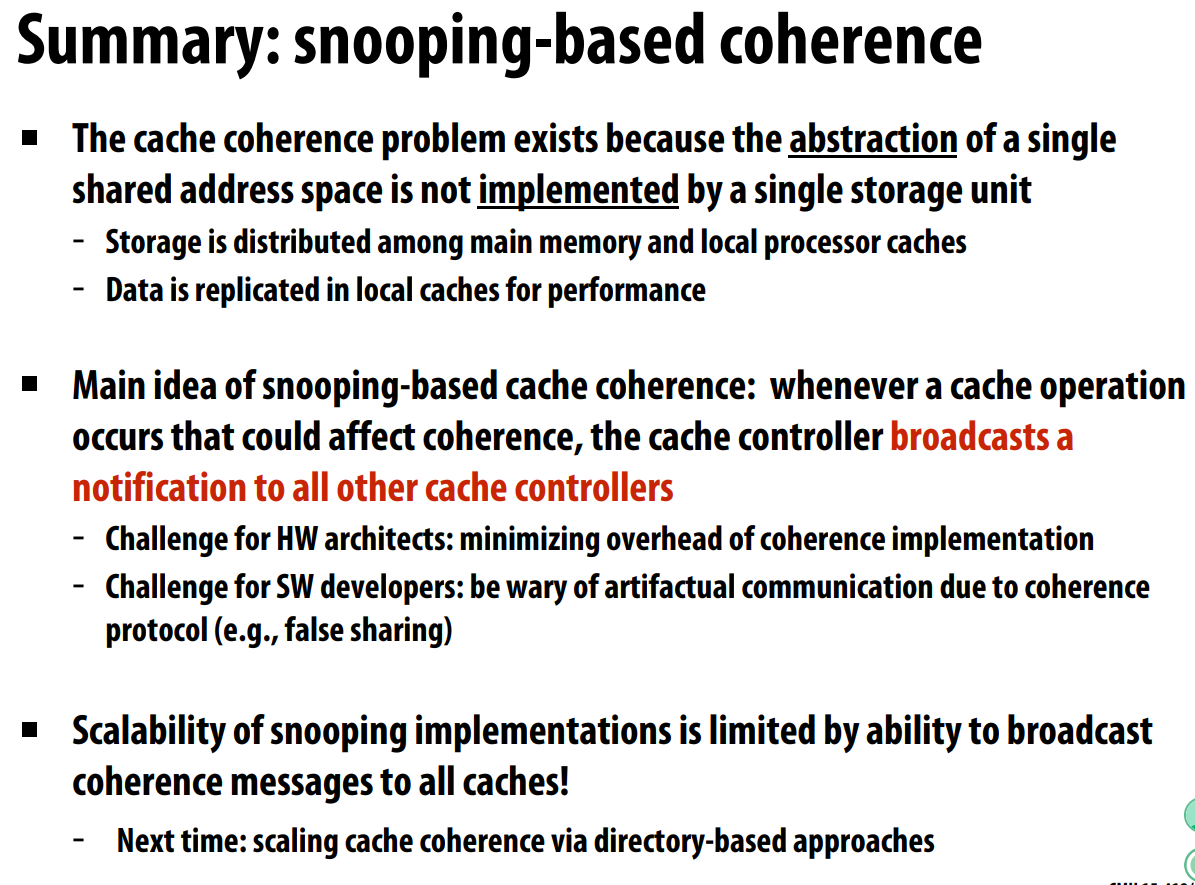 Summary: snooping-based coherence
▪ The cache coherence problem exists because the abstraction of a single
shared address space is not implemented by a single storage unit
- Storage is distributed among main memory and local processor caches
- Data is replicated in local caches for performance
▪ Main idea of snooping-based cache coherence:  whenever a cache operation
occurs that could affect coherence, the cache controller broadcasts a
notification to all other cache controllers
- Challenge for HW architects: minimizing overhead of coherence implementation
- Challenge for SW developers: be wary of artifactual communication due to coherence
protocol (e.g., false sharing)
▪ Scalability of snooping implementations is limited by ability to broadcast
coherence messages to all caches!
- Next time: scaling cache coherence via directory-based approaches